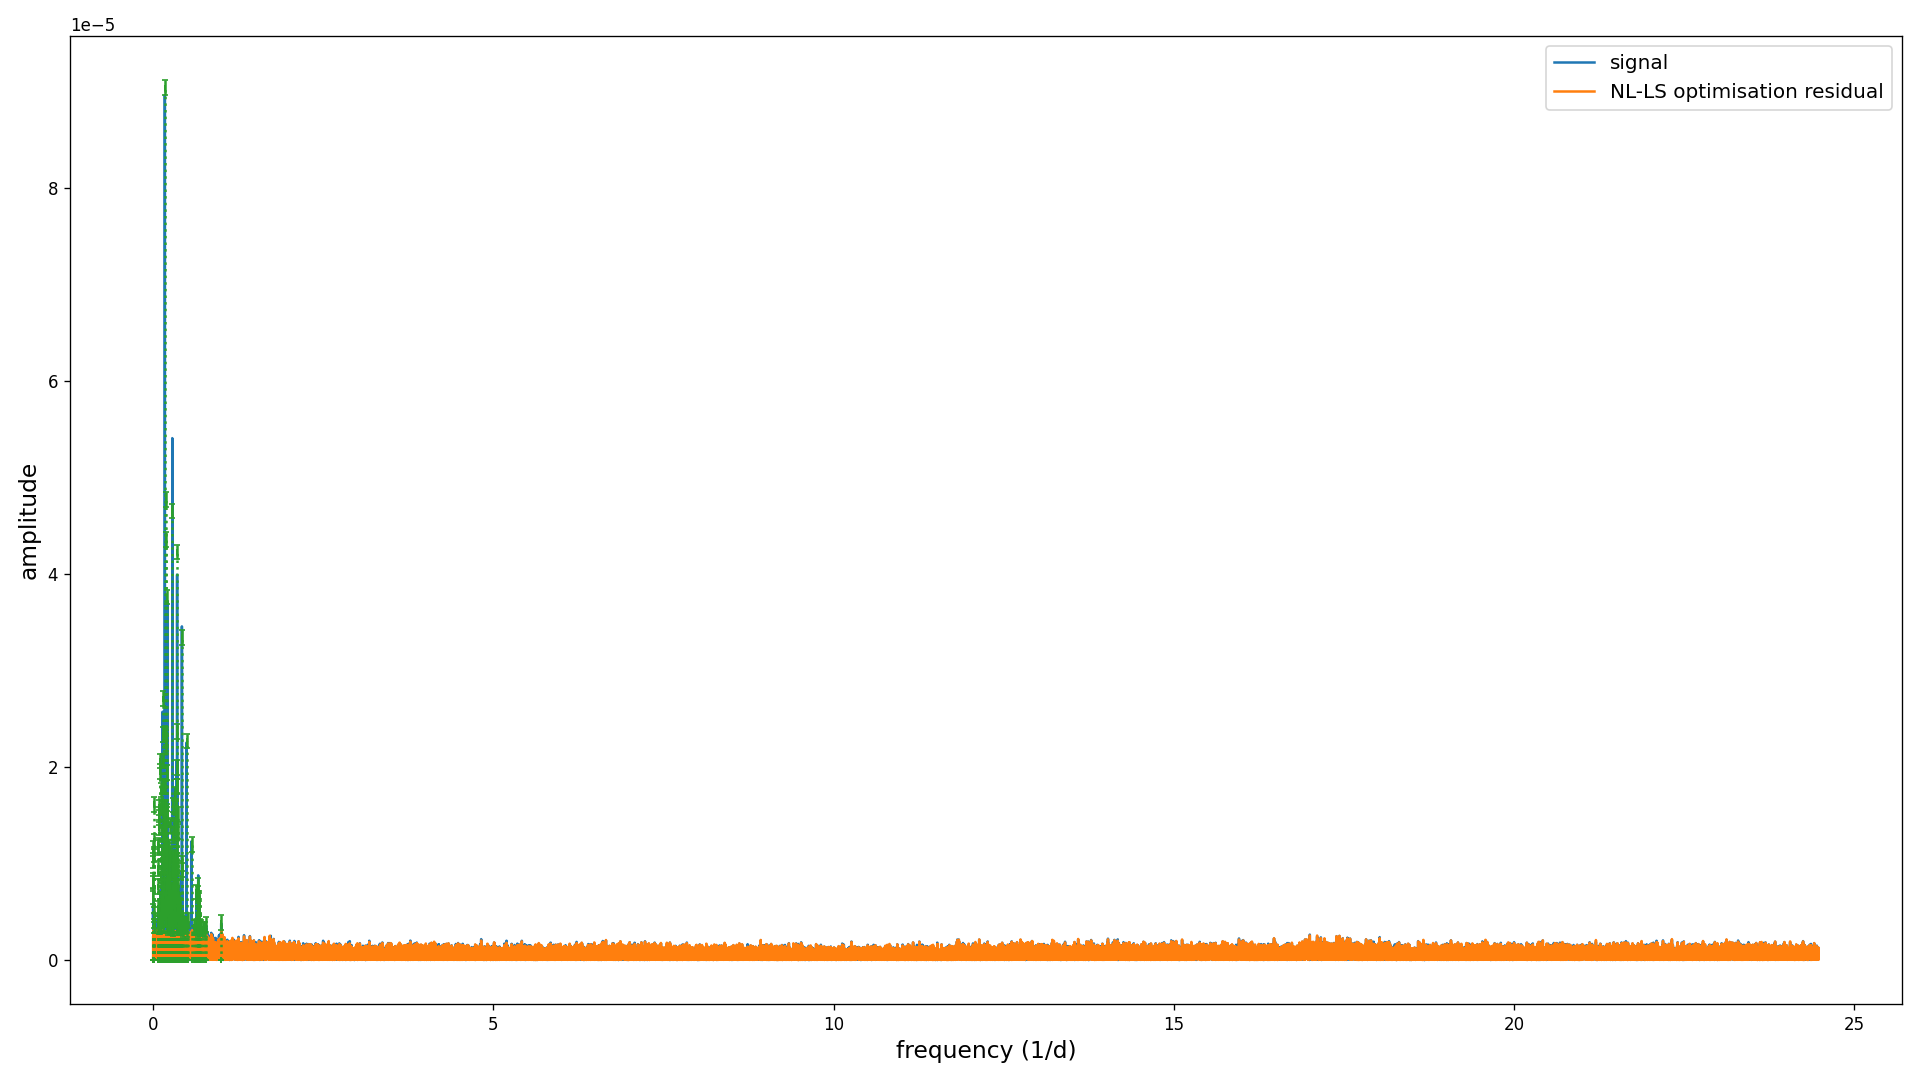 1e−5
signal
NL-LS optimisation residual
8
6
4
2
0
amplitude
0
5
10
15
20
25
frequency (1/d)